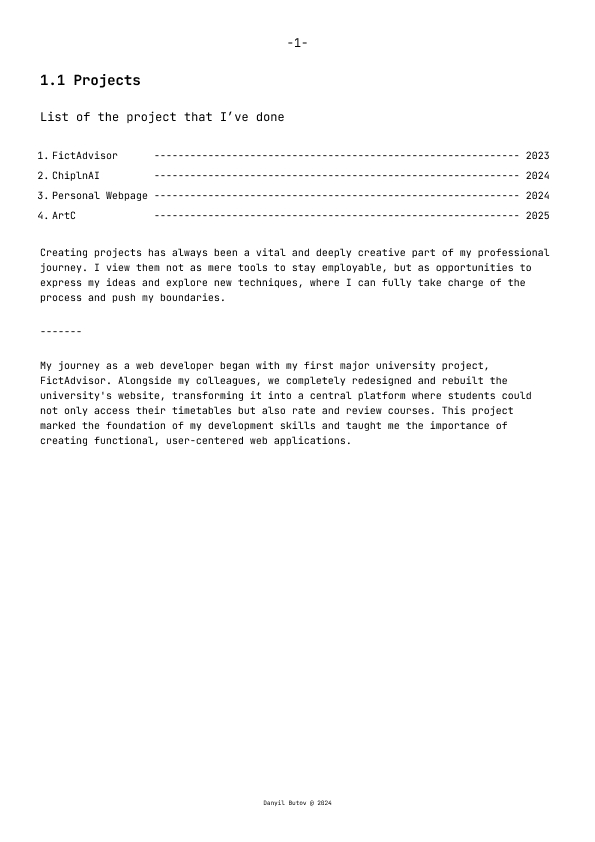 -1-
1.1 Projects
List of the project that I’ve done
1. FictAdvisor ------------------------------------------------------------- 2023
2. ChiplnAI ------------------------------------------------------------- 2024
3. Personal Webpage ------------------------------------------------------------- 2024
4. ArtC ------------------------------------------------------------- 2025
Creating projects has always been a vital and deeply creative part of my professional
journey. I view them not as mere tools to stay employable, but as opportunities to
express my ideas and explore new techniques, where I can fully take charge of the
process and push my boundaries.
-------
My journey as a web developer began with my first major university project,
FictAdvisor. Alongside my colleagues, we completely redesigned and rebuilt the
university's website, transforming it into a central platform where students could
not only access their timetables but also rate and review courses. This project
marked the foundation of my development skills and taught me the importance of
creating functional, user-centered web applications.
Danyil Butov @ 2024